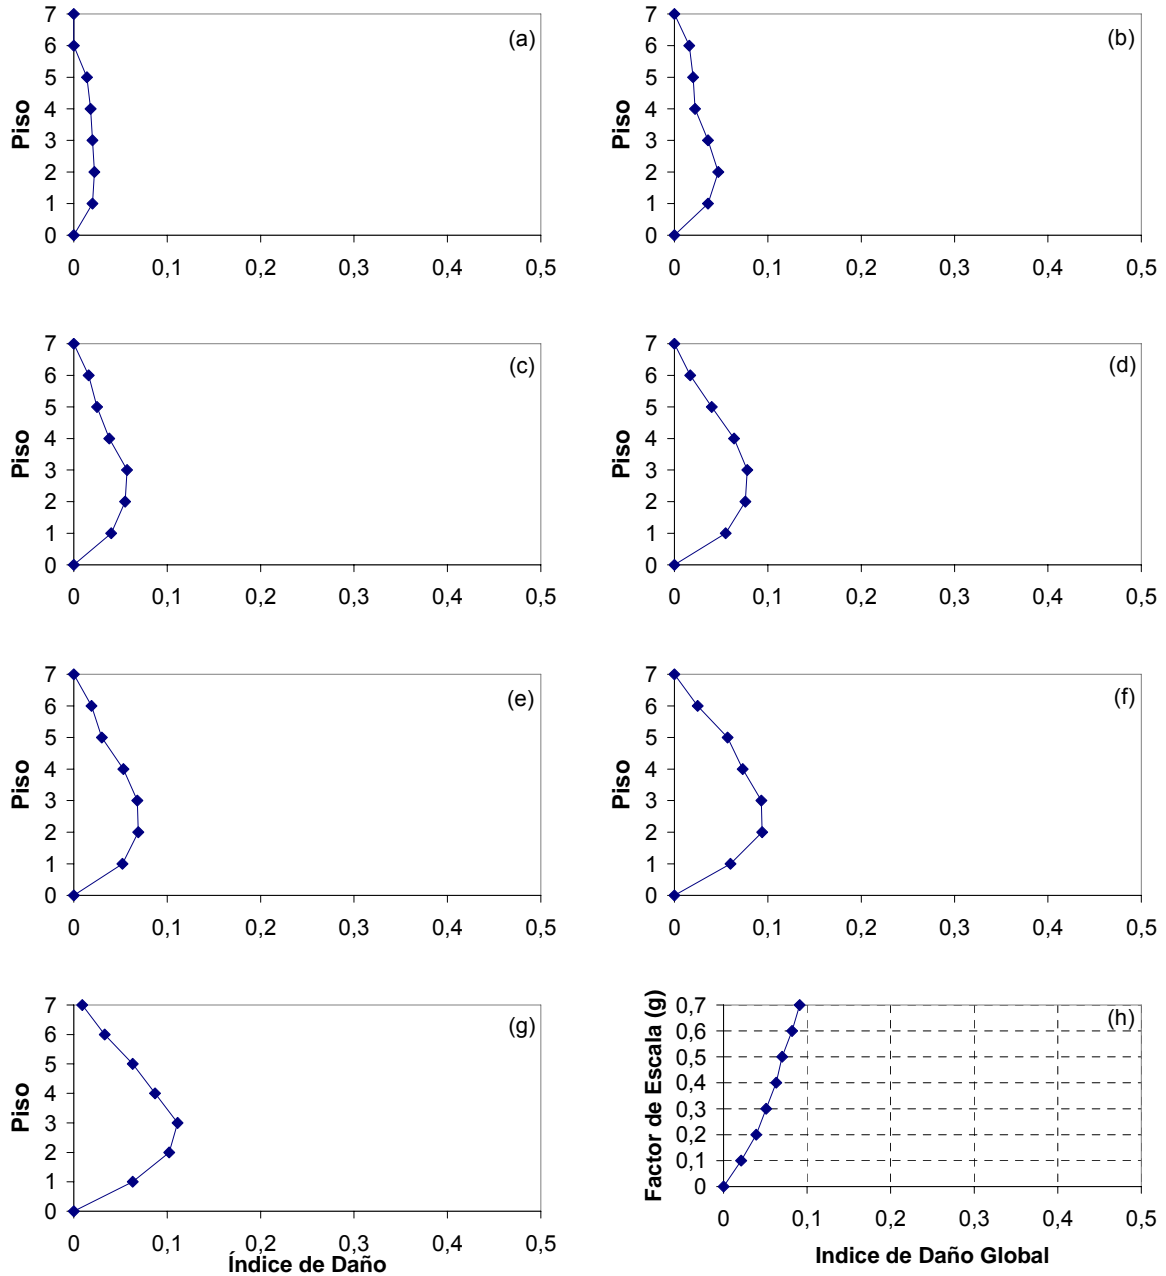 (a)
Piso
7
6
5
4
3
2
1
0
0 0,1 0,2 0,3 0,4 0,5
(b)
Piso
7
6
5
4
3
2
1
0
0 0,1 0,2 0,3 0,4 0,5
(c)
Piso
7
6
5
4
3
2
1
0
0 0,1 0,2 0,3 0,4 0,5
(d)
Piso
7
6
5
4
3
2
1
0
0 0,1 0,2 0,3 0,4 0,5
(e)
Piso
7
6
5
4
3
2
1
0
0 0,1 0,2 0,3 0,4 0,5
(f)
Piso
7
6
5
4
3
2
1
0
0 0,1 0,2 0,3 0,4 0,5
(g)
Piso
7
6
5
4
3
2
1
0
0 0,1 0,2 0,3 0,4 0,5
Índice de Daño
(h)
Factor de Escala (g)
0,7
0,6
0,5
0,4
0,3
0,2
0,1
0
0 0,1 0,2 0,3 0,4 0,5
Indice de Daño Global